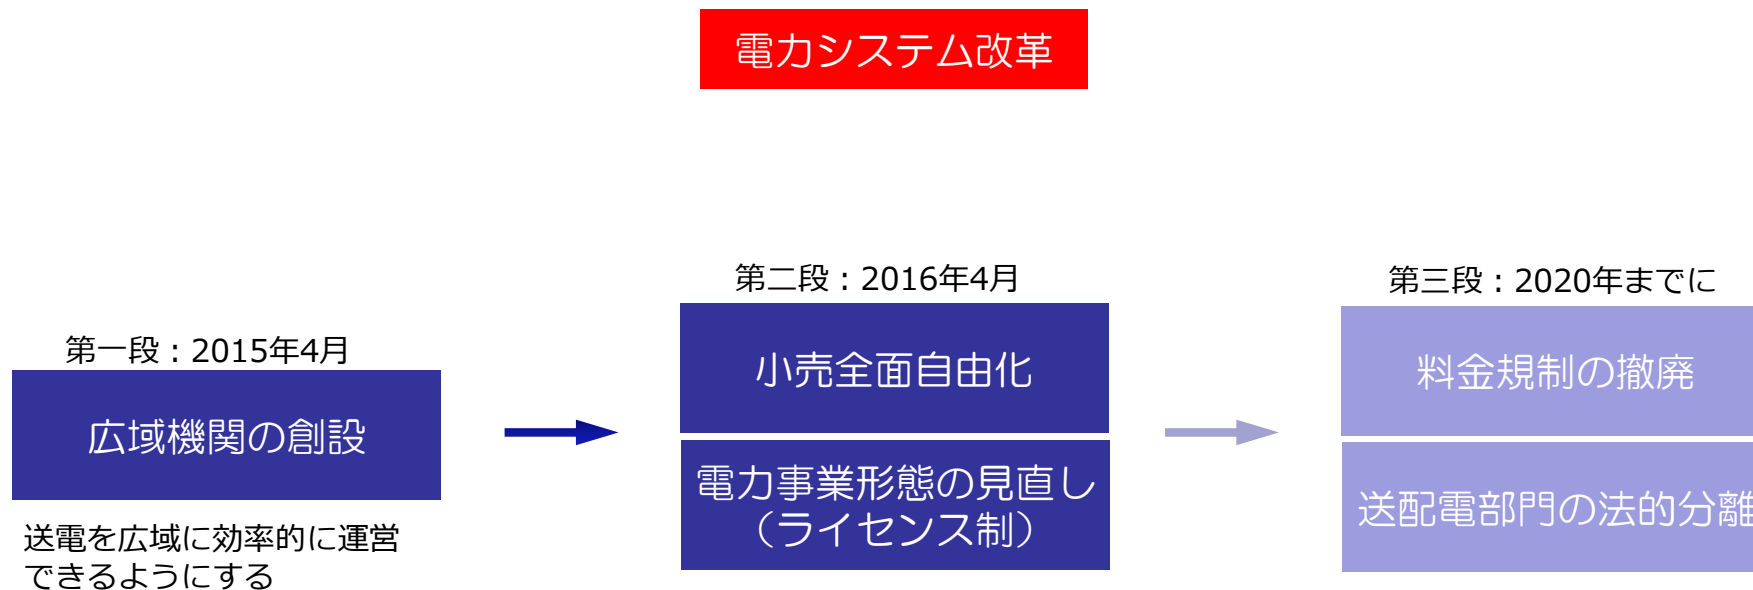 電力システム改革
第一段：2015年4月
広域機関の創設
送電を広域に効率的に運営
できるようにする
第二段：2016年4月
小売全面自由化
電力事業形態の見直し
（ライセンス制）
第三段：2020年までに
料金規制の撤廃
送配電部門の法的分離